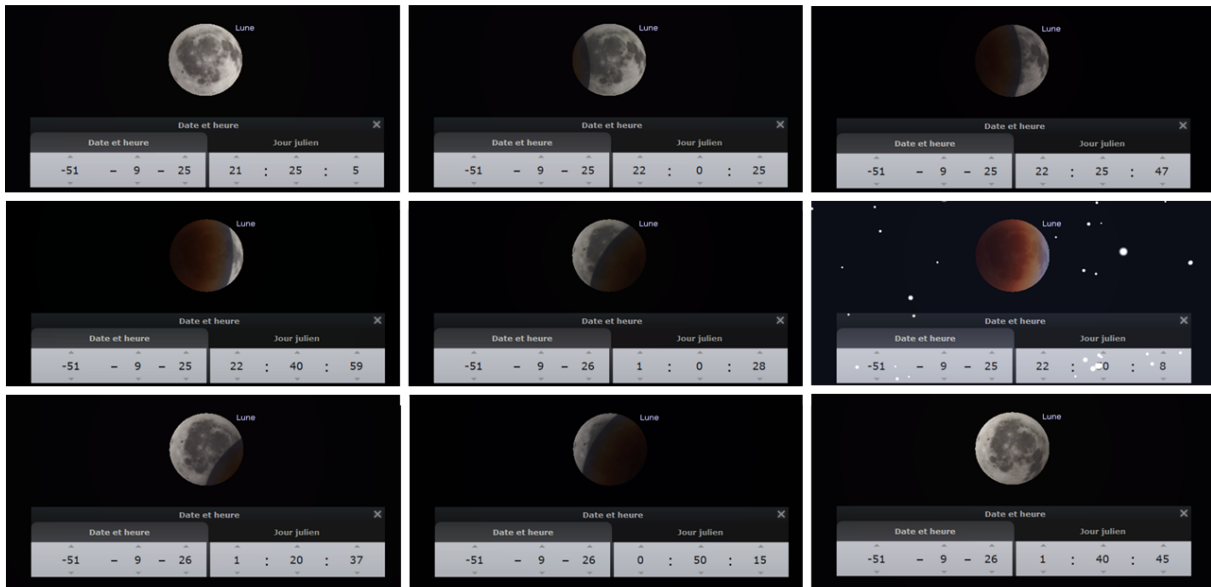 Lune
Date et heure ×
Date et heure Jour julien
-51 – 9 – 25 21 : 25 : 5
Lune
Date et heure ×
Date et heure Jour julien
-51 – 9 – 25 22 : 0 : 25
Lune
Date et heure ×
Date et heure Jour julien
-51 – 9 – 25 22 : 25 : 47
Lune
Date et heure ×
Date et heure Jour julien
-51 – 9 – 25 22 : 40 : 59
Lune
Date et heure ×
Date et heure Jour julien
-51 – 9 – 26 1 : 0 : 28
Lune
Date et heure ×
Date et heure Jour julien
-51 – 9 – 25 22 : : 8
Lune
Date et heure ×
Date et heure Jour julien
-51 – 9 – 26 1 : 20 : 37
Lune
Date et heure ×
Date et heure Jour julien
-51 – 9 – 26 0 : 50 : 15
Lune
Date et heure ×
Date et heure Jour julien
-51 – 9 – 26 1 : 40 : 45